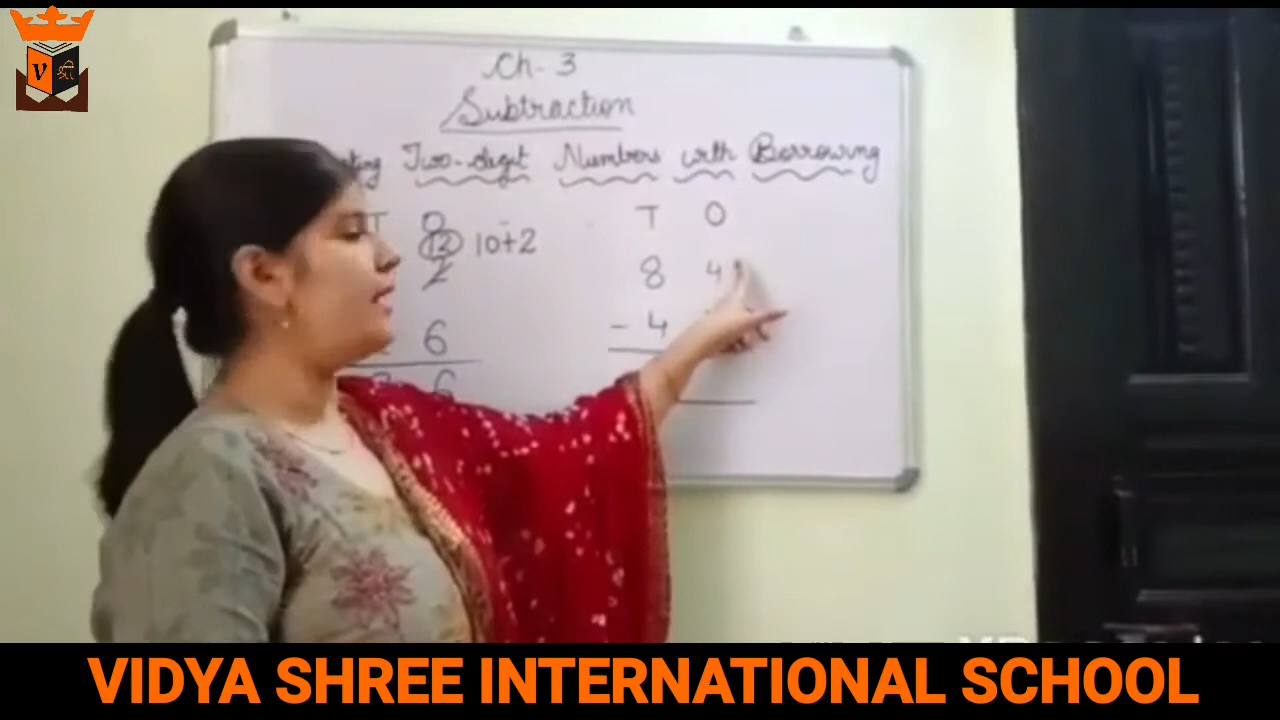 V श्री
Ch- 3
Subtraction
Two-digit Numbers with Borrowing
T O T O
12 10+2
2 8 4
6 - 4
6
VIDYA SHREE INTERNATIONAL SCHOOL